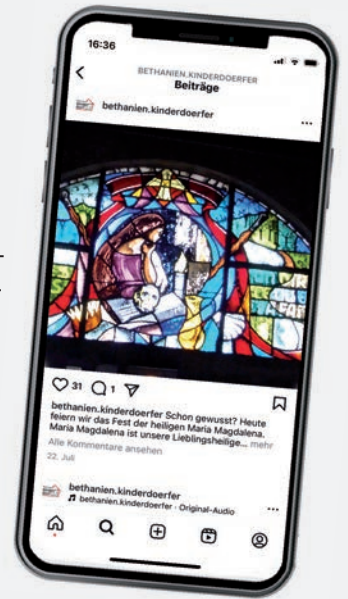 16:36
BETHANIEN.KINDERDOERFER
Beiträge
bethanien.kinderdoerfer
31 1
bethanien.kinderdoerfer Schon gewusst? Heute
feiern wir das Fest der heiligen Maria Magdalena.
Maria Magdalena ist unsere Lieblingsheilige... mehr
Alle Kommentare ansehen
22. Juli
bethanien.kinderdoerfer
bethanien.kinderdoerfer · Original-Audio